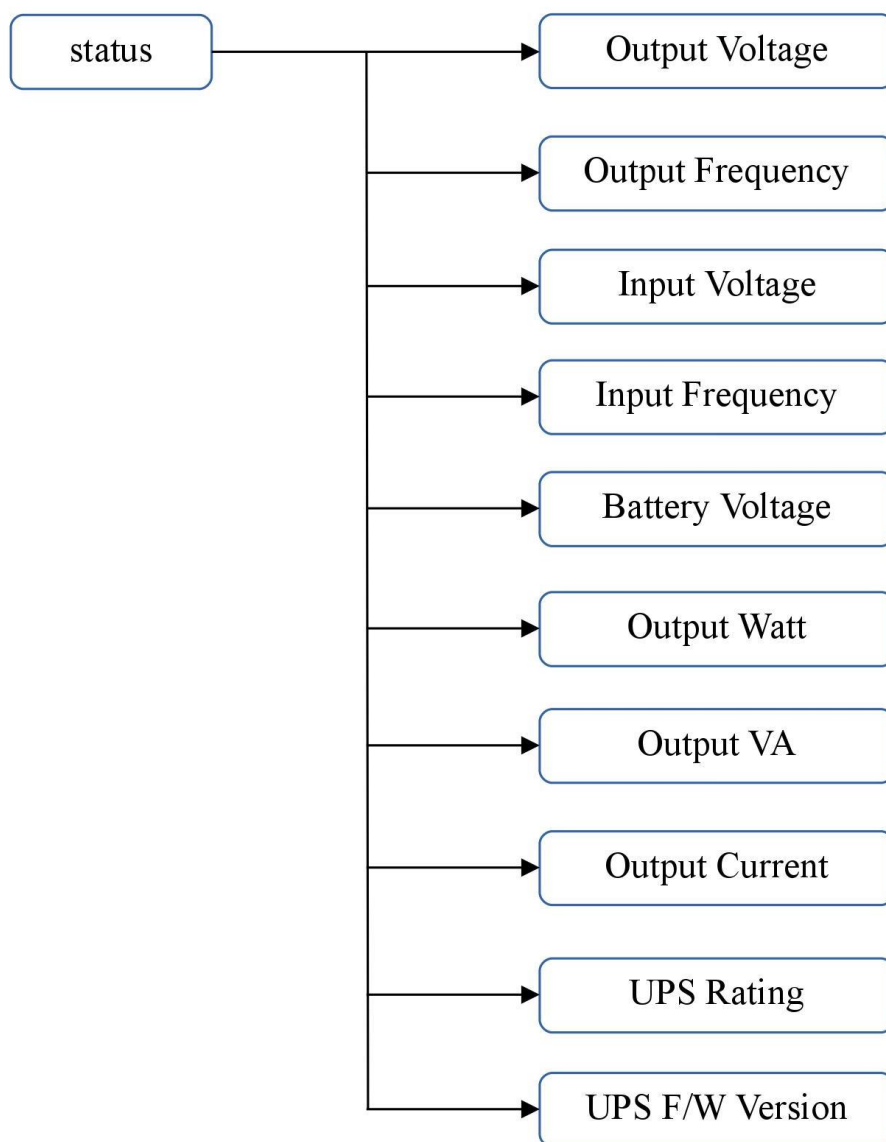 status
Output Voltage
Output Frequency
Input Voltage
Input Frequency
Battery Voltage
Output Watt
Output VA
Output Current
UPS Rating
UPS F/W Version